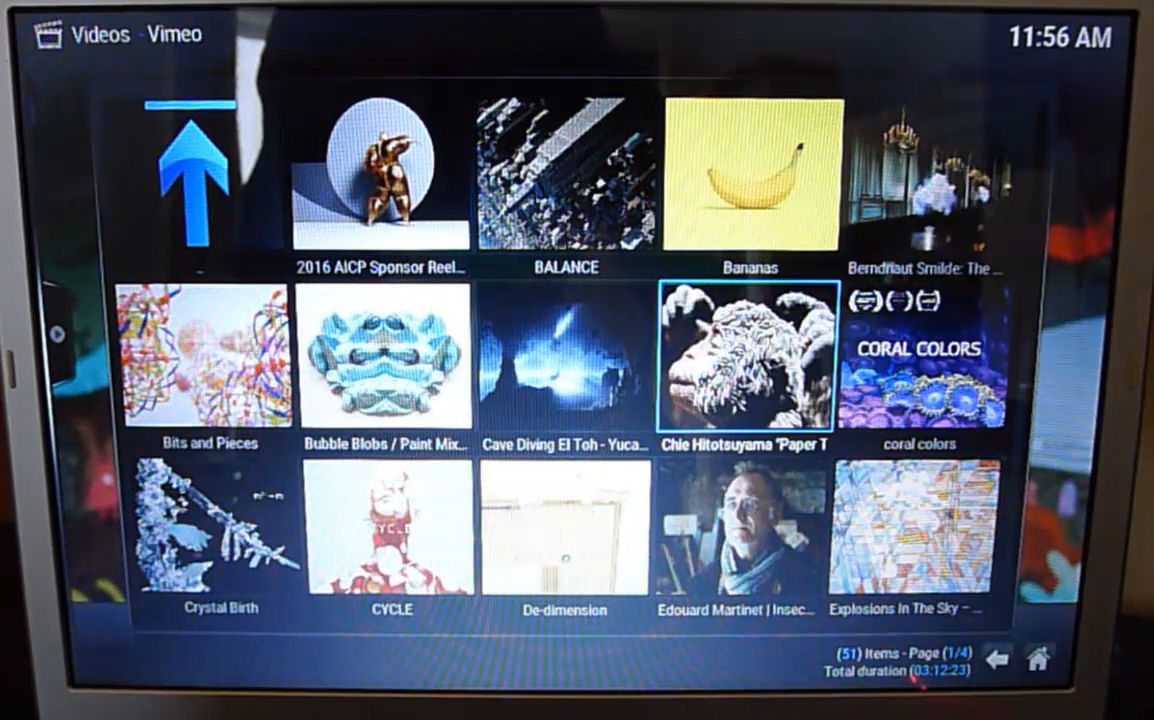 Videos - Vimeo
11:56 AM
..
2016 AICP Sponsor Reel...
BALANCE
Bananas
Berndnaut Smilde: The ...
CORAL COLORS
Bits and Pieces
Bubble Blobs / Paint Mix...
Cave Diving El Toh - Yuca...
Chie Hitotsuyama "Paper T
coral colors
CYCLE
Crystal Birth
CYCLE
De-dimension
Edouard Martinet | Insec...
Explosions In The Sky – ...
(51) Items - Page (1/4)
Total duration (03:12:23)